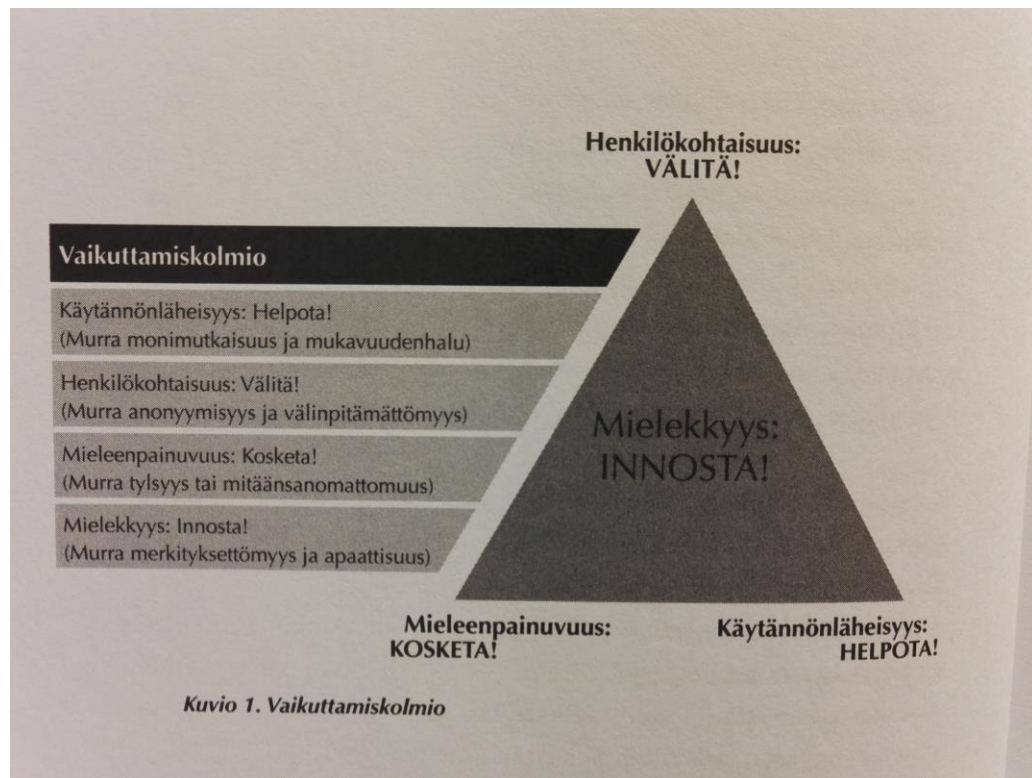 Henkilökohtaisuus:
VÄLITÄ!
Vaikuttamiskolmio
Käytännönläheisyys: Helpota!
(Murra monimutkaisuus ja mukavuudenhalu)
Henkilökohtaisuus: Välitä!
(Murra anonyymisyys ja välinpitämättömyys)
Mieleenpainuvuus: Kosketa!
(Murra tylsyys tai mitäänsanomattomuus)
Mielekkyys: Innosta!
(Murra merkityksettömyys ja apaattisuus)
Mielekkyys:
INNOSTA!
Mieleenpainuvuus:
KOSKETA!
Käytännönläheisyys:
HELPOTA!
Kuvio 1. Vaikuttamiskolmio